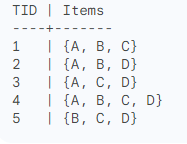 TID | Items
----+-------
1   | {A, B, C}
2   | {A, B, D}
3   | {A, C, D}
4   | {A, B, C, D}
5   | {B, C, D}